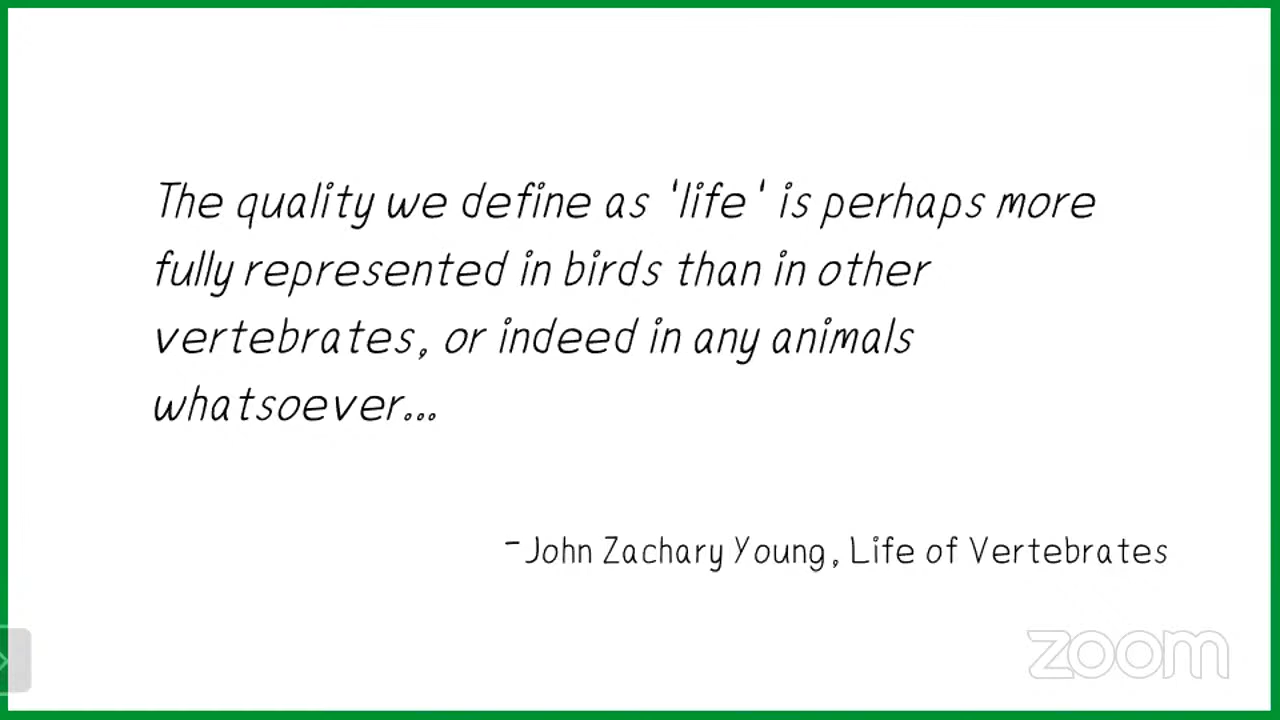 The quality we define as 'life' is perhaps more
fully represented in birds than in other
vertebrates, or indeed in any animals
whatsoever...
-John Zachary Young, Life of Vertebrates
zoom